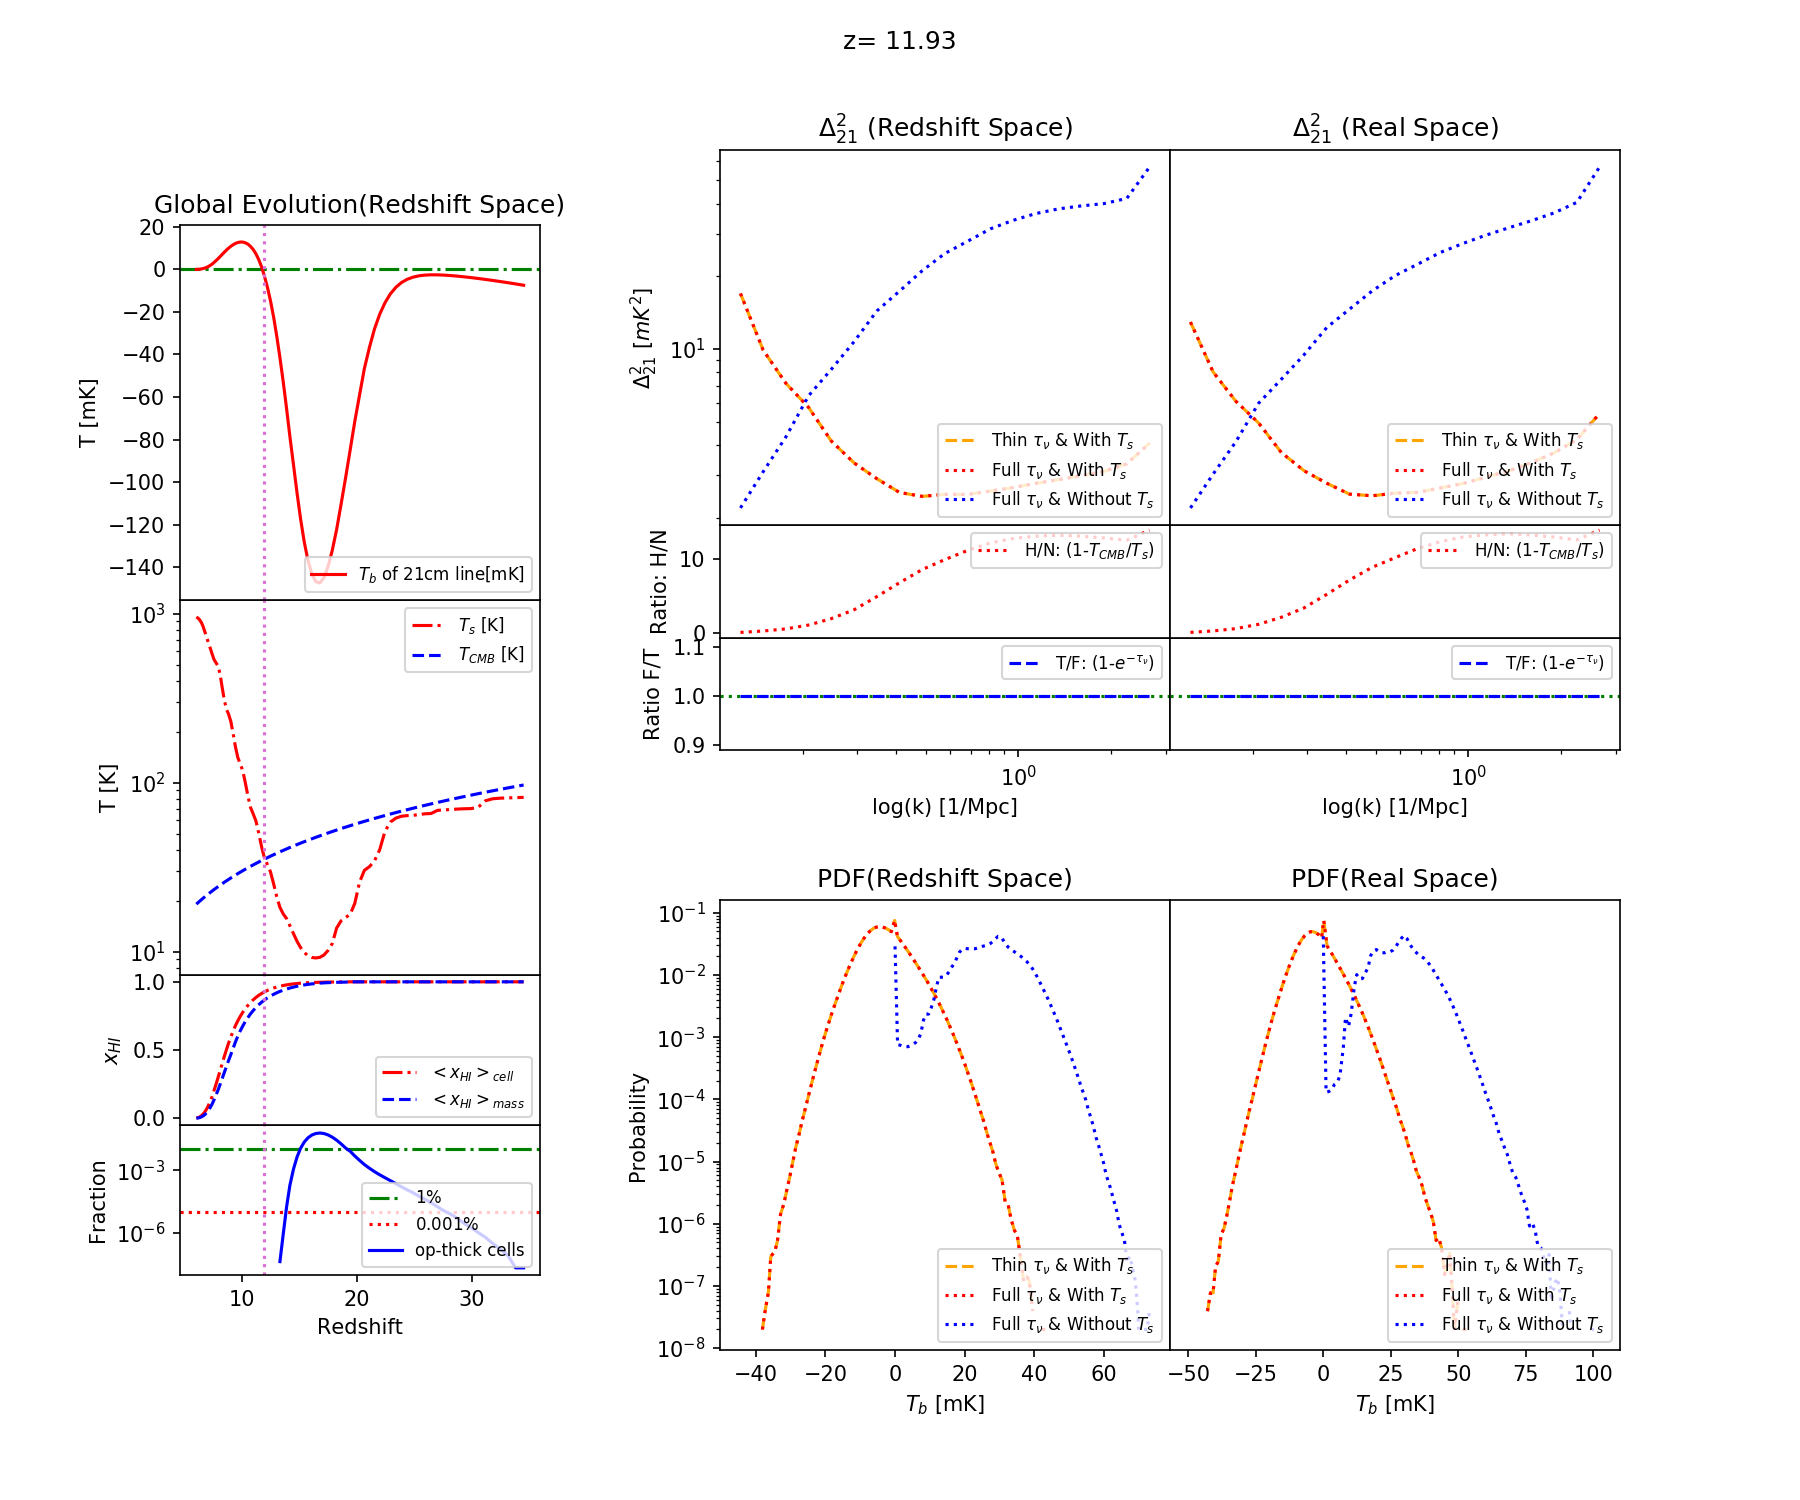 z= 11.93
Global Evolution(Redshift Space)
20
0
−20
−40
−60
−80
−100
−120
−140
T [mK]
T_b of 21cm line[mK]
10^3
10^2
10^1
T [K]
T_s [K]
T_CMB [K]
1.0
0.5
0.0
x_HI
< x_HI >_cell
< x_HI >_mass
10^−3
10^−6
Fraction
1%
0.001%
op-thick cells
10 20 30
Redshift
Δ²_21 (Redshift Space)
Δ²_21 (Real Space)
Δ²_21 [mK²]
10^1
Thin τ_ν & With T_s
Full τ_ν & With T_s
Full τ_ν & Without T_s
Thin τ_ν & With T_s
Full τ_ν & With T_s
Full τ_ν & Without T_s
Ratio: H/N
10
0
H/N: (1-T_CMB/T_s)
H/N: (1-T_CMB/T_s)
Ratio F/T
1.1
1.0
0.9
T/F: (1-e^−τ_ν)
T/F: (1-e^−τ_ν)
10^0
10^0
log(k) [1/Mpc]
log(k) [1/Mpc]
PDF(Redshift Space)
PDF(Real Space)
Probability
10^−1
10^−2
10^−3
10^−4
10^−5
10^−6
10^−7
10^−8
Thin τ_ν & With T_s
Full τ_ν & With T_s
Full τ_ν & Without T_s
Thin τ_ν & With T_s
Full τ_ν & With T_s
Full τ_ν & Without T_s
−40 −20 0 20 40 60
−50 −25 0 25 50 75 100
T_b [mK]
T_b [mK]